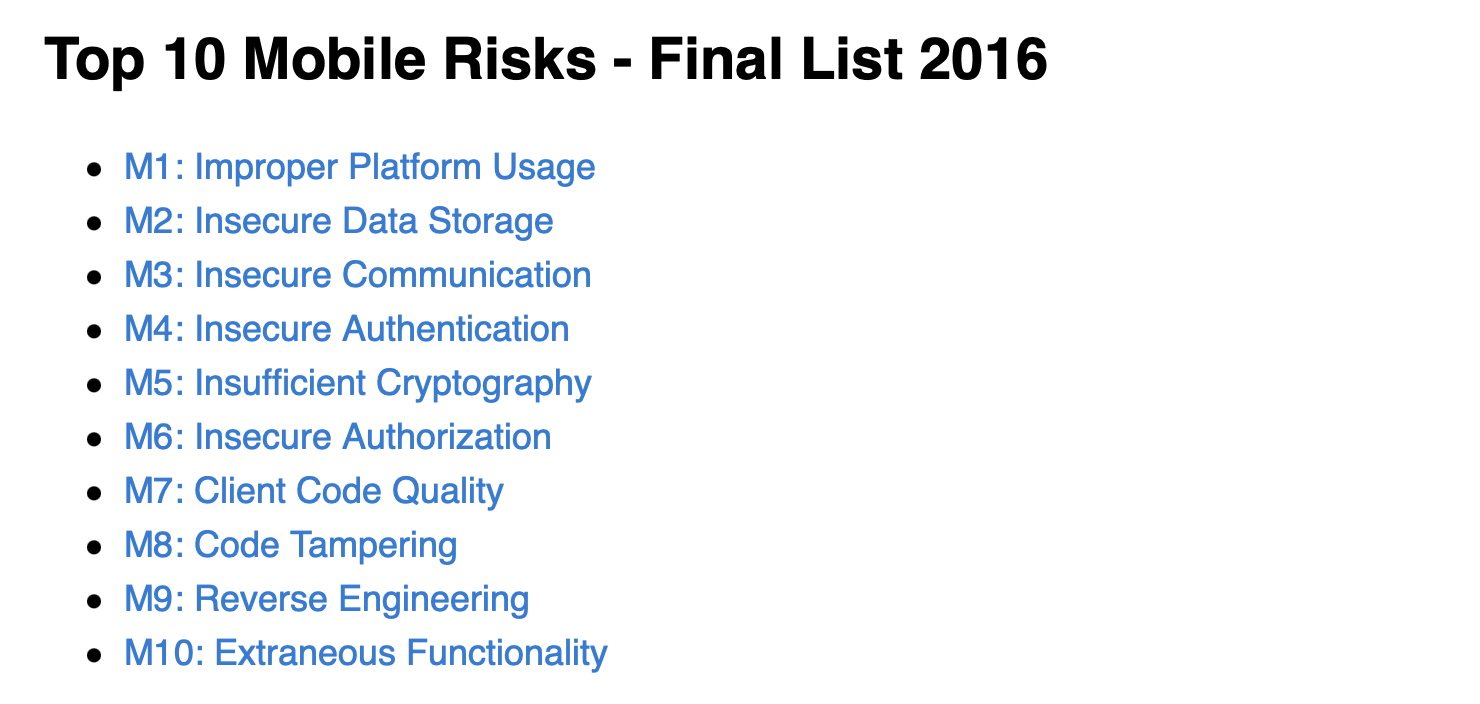 Top 10 Mobile Risks - Final List 2016
M1: Improper Platform Usage
M2: Insecure Data Storage
M3: Insecure Communication
M4: Insecure Authentication
M5: Insufficient Cryptography
M6: Insecure Authorization
M7: Client Code Quality
M8: Code Tampering
M9: Reverse Engineering
M10: Extraneous Functionality